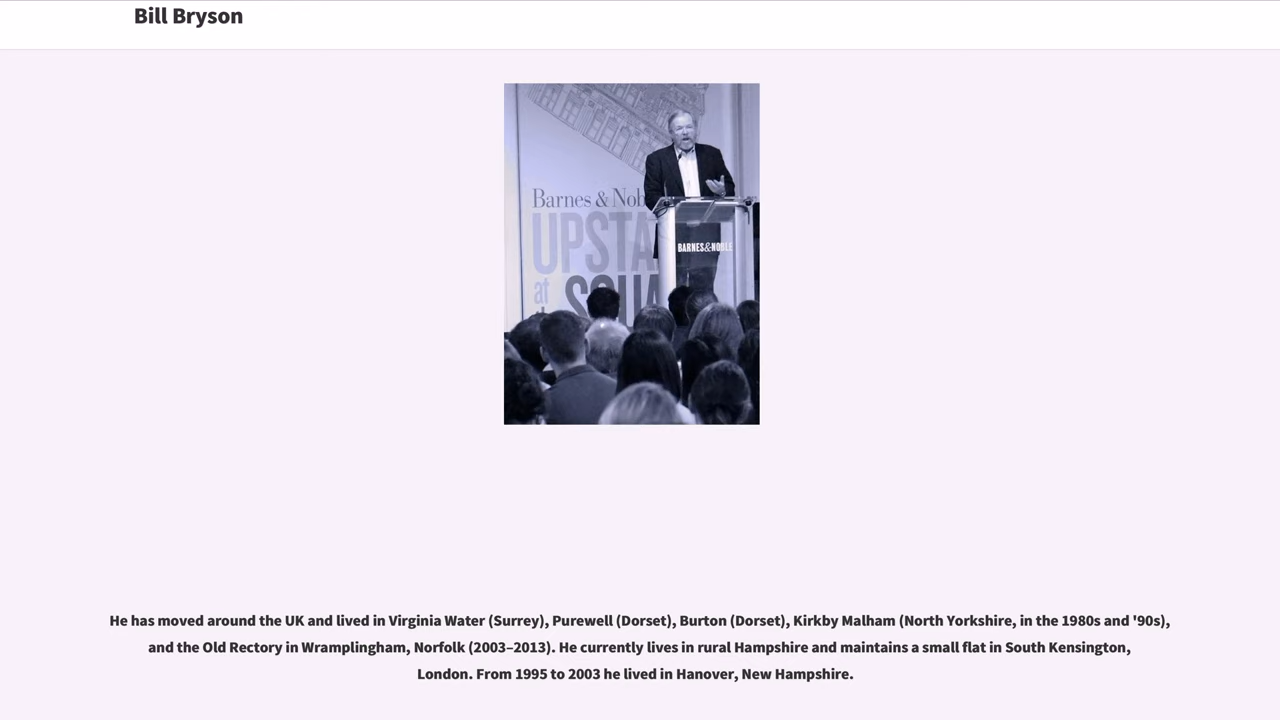 Bill Bryson
Barnes & Nob
UPSTA
at
SQUA
BARNES&NOBLE
He has moved around the UK and lived in Virginia Water (Surrey), Purewell (Dorset), Burton (Dorset), Kirkby Malham (North Yorkshire, in the 1980s and '90s),
and the Old Rectory in Wramplingham, Norfolk (2003–2013). He currently lives in rural Hampshire and maintains a small flat in South Kensington,
London. From 1995 to 2003 he lived in Hanover, New Hampshire.